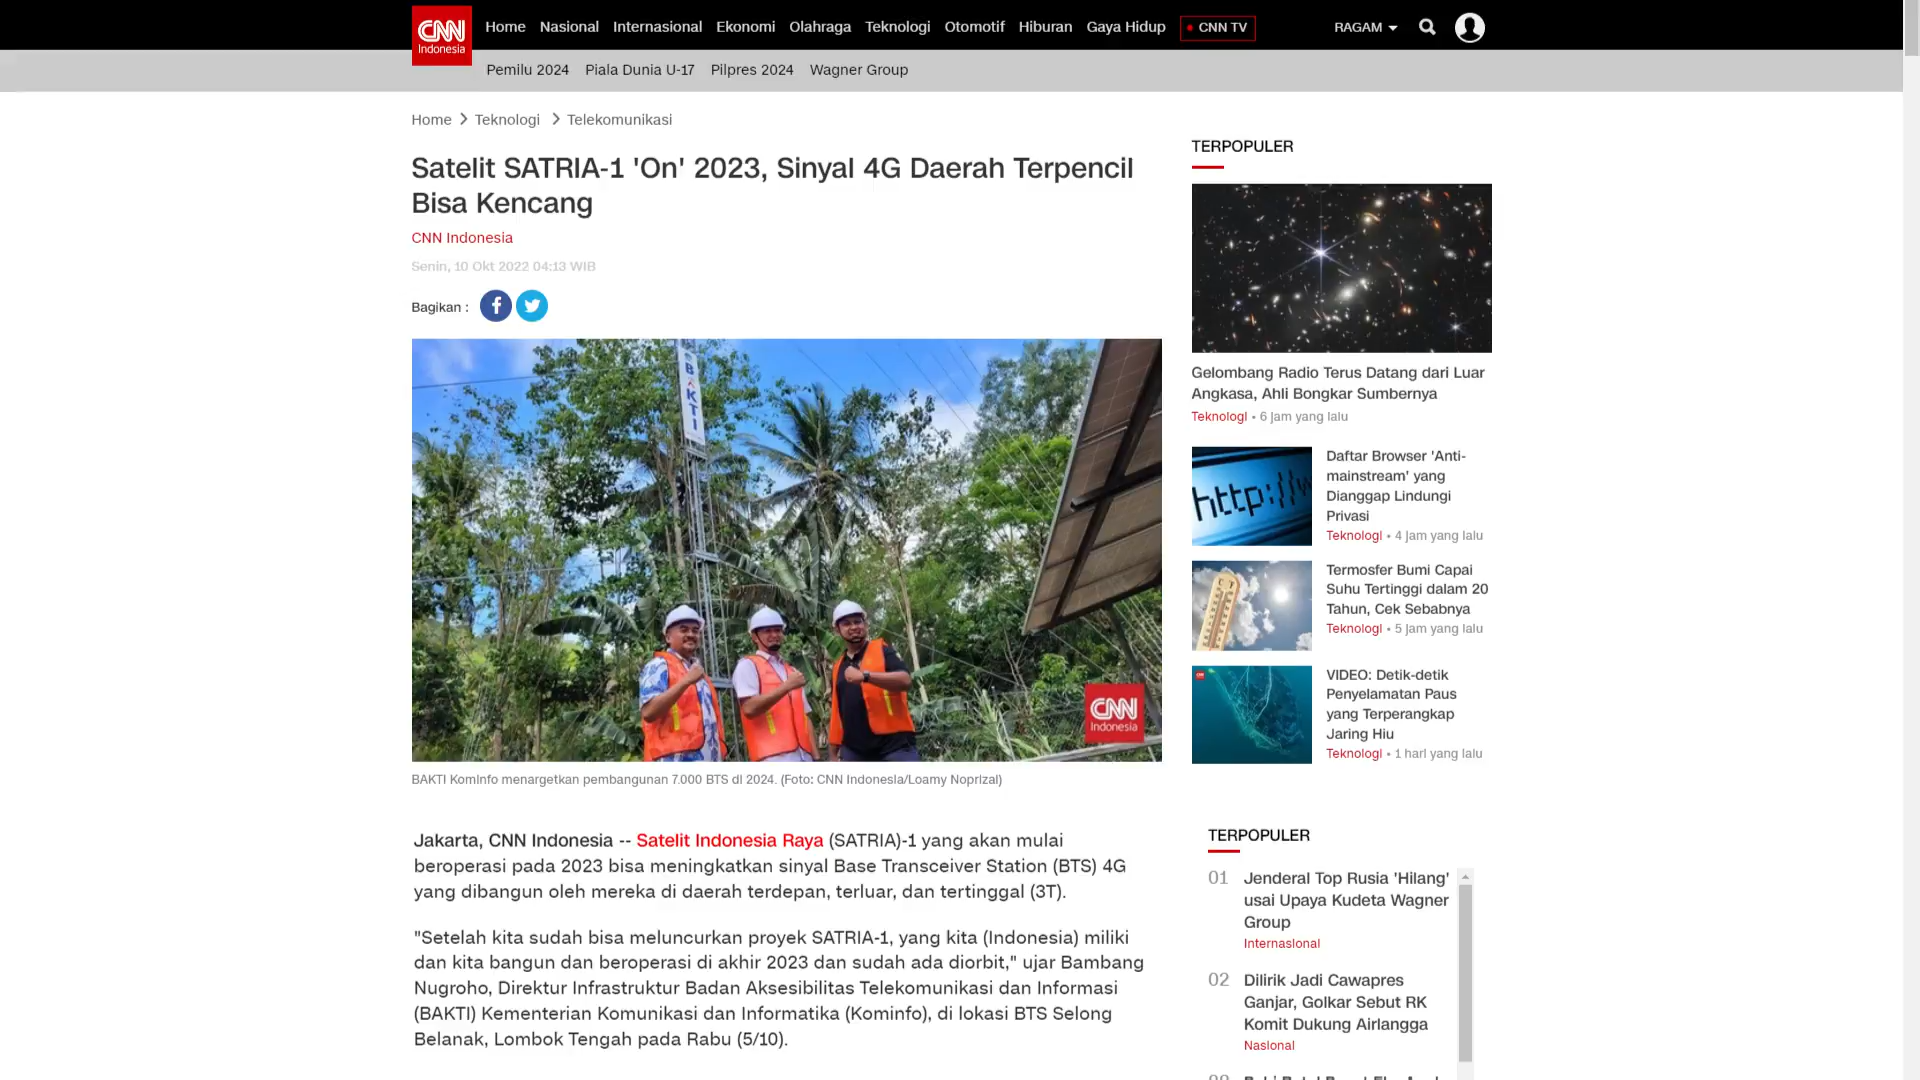 CNN
Indonesia
Home Nasional Internasional Ekonomi Olahraga Teknologi Otomotif Hiburan Gaya Hidup CNN TV RAGAM
Pemilu 2024 Piala Dunia U-17 Pilpres 2024 Wagner Group
Home Teknologi Telekomunikasi
Satelit SATRIA-1 'On' 2023, Sinyal 4G Daerah Terpencil
Bisa Kencang
CNN Indonesia
Senin, 10 Okt 2022 04:13 WIB
Bagikan :
BAKTI
CNN
Indonesia
BAKTI Kominfo menargetkan pembangunan 7.000 BTS di 2024. (Foto: CNN Indonesia/Loamy Noprizal)
Jakarta, CNN Indonesia -- Satelit Indonesia Raya (SATRIA)-1 yang akan mulai
beroperasi pada 2023 bisa meningkatkan sinyal Base Transceiver Station (BTS) 4G
yang dibangun oleh mereka di daerah terdepan, terluar, dan tertinggal (3T).
"Setelah kita sudah bisa meluncurkan proyek SATRIA-1, yang kita (Indonesia) miliki
dan kita bangun dan beroperasi di akhir 2023 dan sudah ada diorbit," ujar Bambang
Nugroho, Direktur Infrastruktur Badan Aksesibilitas Telekomunikasi dan Informasi
(BAKTI) Kementerian Komunikasi dan Informatika (Kominfo), di lokasi BTS Selong
Belanak, Lombok Tengah pada Rabu (5/10).
TERPOPULER
Gelombang Radio Terus Datang dari Luar
Angkasa, Ahli Bongkar Sumbernya
Teknologi • 6 jam yang lalu
http://w
Daftar Browser 'Anti-
mainstream' yang
Dianggap Lindungi
Privasi
Teknologi • 4 jam yang lalu
Termosfer Bumi Capai
Suhu Tertinggi dalam 20
Tahun, Cek Sebabnya
Teknologi • 5 jam yang lalu
VIDEO: Detik-detik
Penyelamatan Paus
yang Terperangkap
Jaring Hiu
Teknologi • 1 hari yang lalu
TERPOPULER
01 Jenderal Top Rusia 'Hilang'
usai Upaya Kudeta Wagner
Group
Internasional
02 Dilirik Jadi Cawapres
Ganjar, Golkar Sebut RK
Komit Dukung Airlangga
Nasional